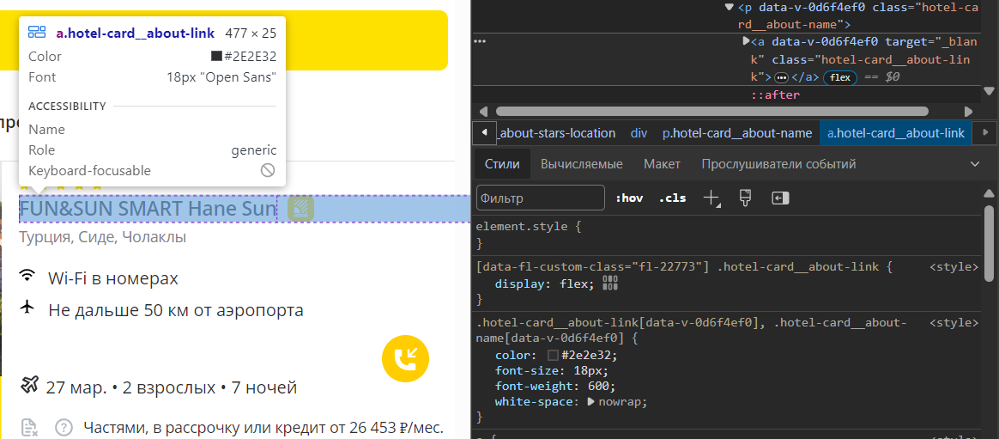 a.hotel-card__about-link 477 × 25
Color #2E2E32
Font 18px "Open Sans"
ACCESSIBILITY
Name
Role generic
Keyboard-focusable
FUN&SUN SMART Hane Sun
Турция, Сиде, Чолаклы
Wi-Fi в номерах
Не дальше 50 км от аэропорта
27 мар. • 2 взрослых • 7 ночей
Частями, в рассрочку или кредит от 26 453 ₽/мес.
<p data-v-0d6f4ef0 class="hotel-ca
rd__about-name">
<a data-v-0d6f4ef0 target="_blan
k" class="hotel-card__about-lin
k"> ⋯ </a> flex == $0
::after
_about-stars-location div p.hotel-card__about-name a.hotel-card__about-link
Стили Вычисляемые Макет Прослушиватели событий
Фильтр :hov .cls
element.style {
}
[data-fl-custom-class="fl-22773"] .hotel-card__about-link { <style>
display: flex;
}
.hotel-card__about-link[data-v-0d6f4ef0], .hotel-card__about- <style>
name[data-v-0d6f4ef0] {
color: #2e2e32;
font-size: 18px;
font-weight: 600;
white-space: nowrap;
}